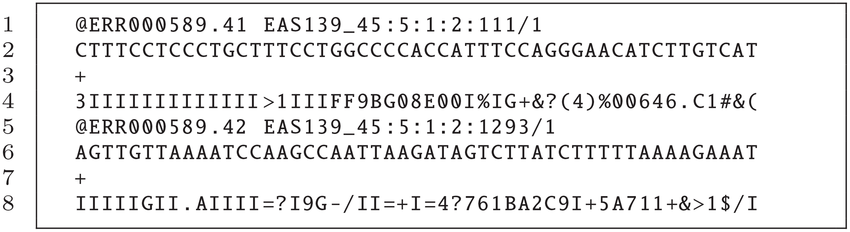 1 @ERR000589.41 EAS139_45:5:1:2:111/1
2 CTTTCCTCCCTGCTTTCCTGGCCCCACCATTTCCAGGGAACATCTTGTCAT
3 +
4 3IIIIIIIIIIIII>1IIIIFF9BG08E00I%IG+&?(4)%00646.C1#&(
5 @ERR000589.42 EAS139_45:5:1:2:1293/1
6 AGTTGTTAAAATCCAAGCCAATTAAGATAGTCTTATCTTTTTAAAAGAAAT
7 +
8 IIIIIGII.AIIII=?I9G-/II=+I=4?761BA2C9I+5A711+&>1$/I